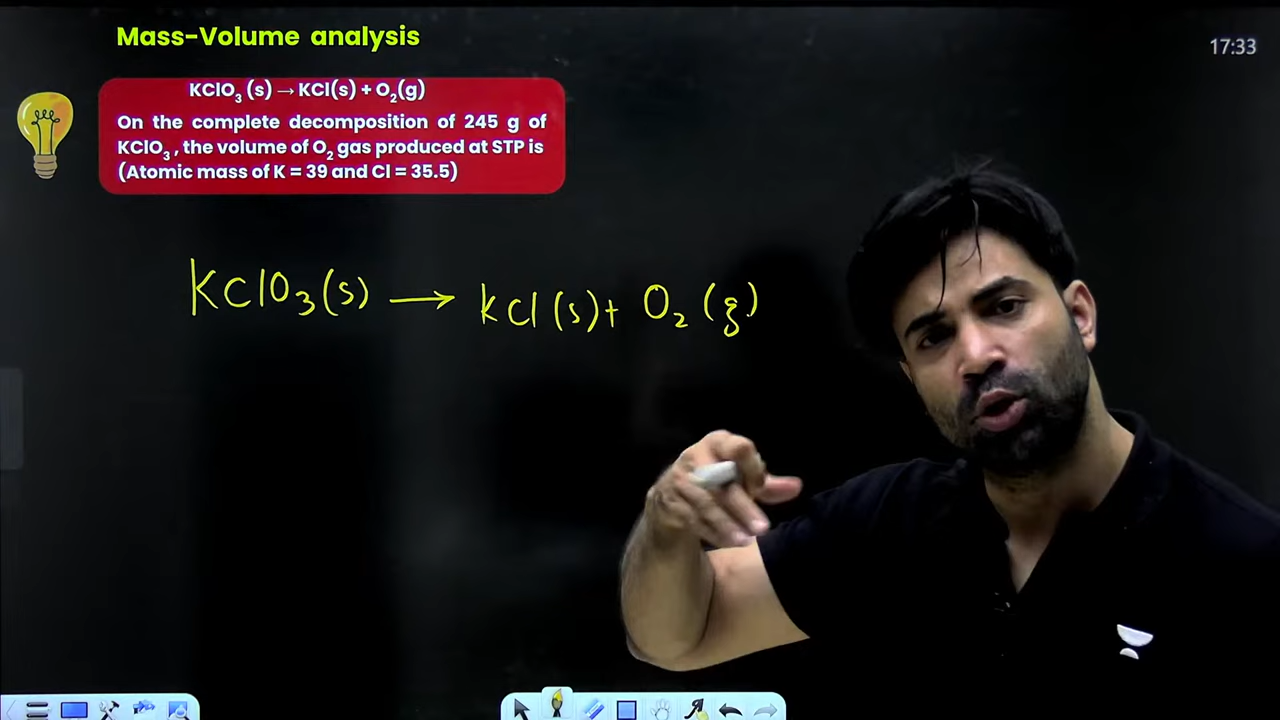 Mass-Volume analysis
17:33
KClO₃ (s) → KCl(s) + O₂(g)
On the complete decomposition of 245 g of
KClO₃ , the volume of O₂ gas produced at STP is
(Atomic mass of K = 39 and Cl = 35.5)
KClO₃(s) → KCl(s) + O₂(g)